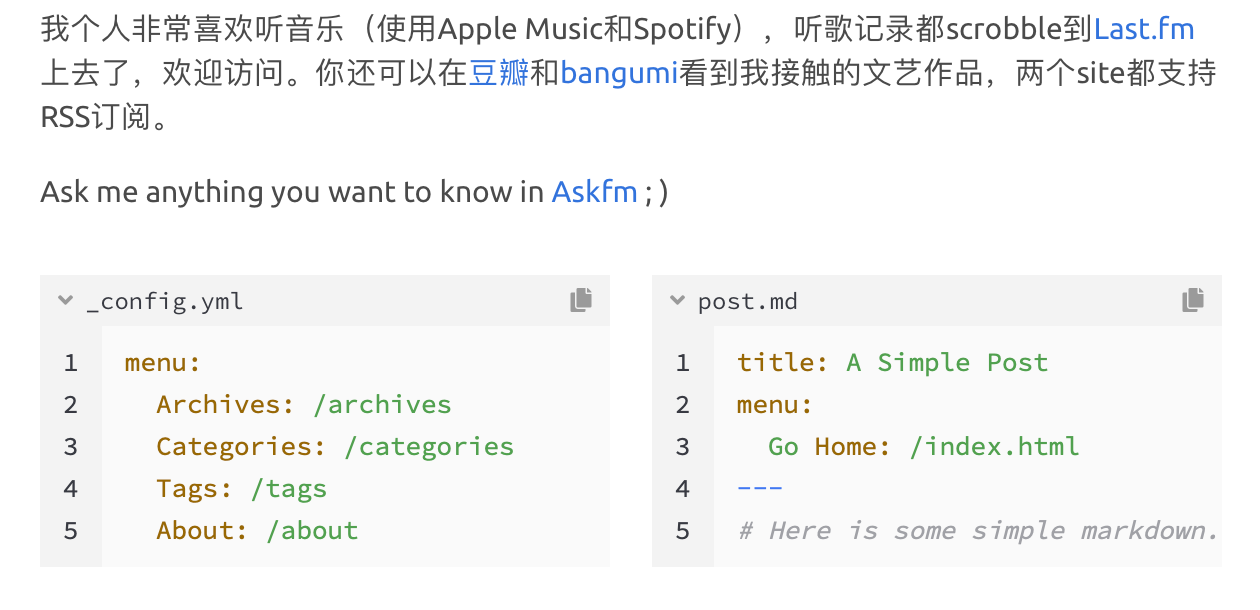 我个人非常喜欢听音乐（使用Apple Music和Spotify），听歌记录都scrobble到Last.fm
上去了，欢迎访问。你还可以在豆瓣和bangumi看到我接触的文艺作品，两个site都支持
RSS订阅。
Ask me anything you want to know in Askfm ; )
_config.yml
1 menu:
2   Archives: /archives
3   Categories: /categories
4   Tags: /tags
5   About: /about
post.md
1 title: A Simple Post
2 menu:
3   Go Home: /index.html
4 ---
5 # Here is some simple markdown.